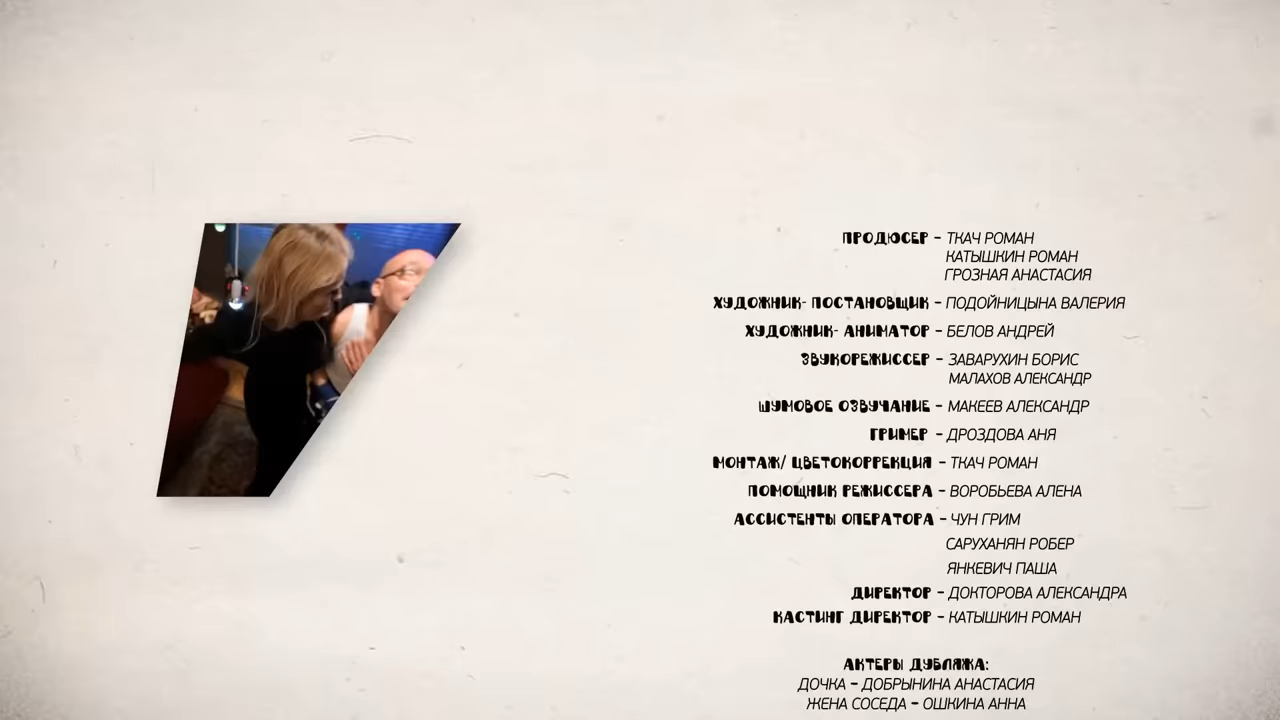 ПРОДЮСЕР – ТКАЧ РОМАН
КАТЫШКИН РОМАН
ГРОЗНАЯ АНАСТАСИЯ
ХУДОЖНИК- ПОСТАНОВЩИК – ПОДОЙНИЦЫНА ВАЛЕРИЯ
ХУДОЖНИК- АНИМАТОР – БЕЛОВ АНДРЕЙ
ЗВУКОРЕЖИССЕР – ЗАВАРУХИН БОРИС
МАЛАХОВ АЛЕКСАНДР
ШУМОВОЕ ОЗВУЧАНИЕ – МАКЕЕВ АЛЕКСАНДР
ГРИМЕР – ДРОЗДОВА АНЯ
МОНТАЖ/ ЦВЕТОКОРРЕКЦИЯ – ТКАЧ РОМАН
ПОМОЩНИК РЕЖИССЕРА – ВОРОБЬЕВА АЛЕНА
АССИСТЕНТЫ ОПЕРАТОРА – ЧУН ГРИМ
САРУХАНЯН РОБЕР
ЯНКЕВИЧ ПАША
ДИРЕКТОР – ДОКТОРОВА АЛЕКСАНДРА
КАСТИНГ ДИРЕКТОР – КАТЫШКИН РОМАН
АКТЕРЫ ДУБЛЯЖА:
ДОЧКА – ДОБРЫНИНА АНАСТАСИЯ
ЖЕНА СОСЕДА – ОШКИНА АННА